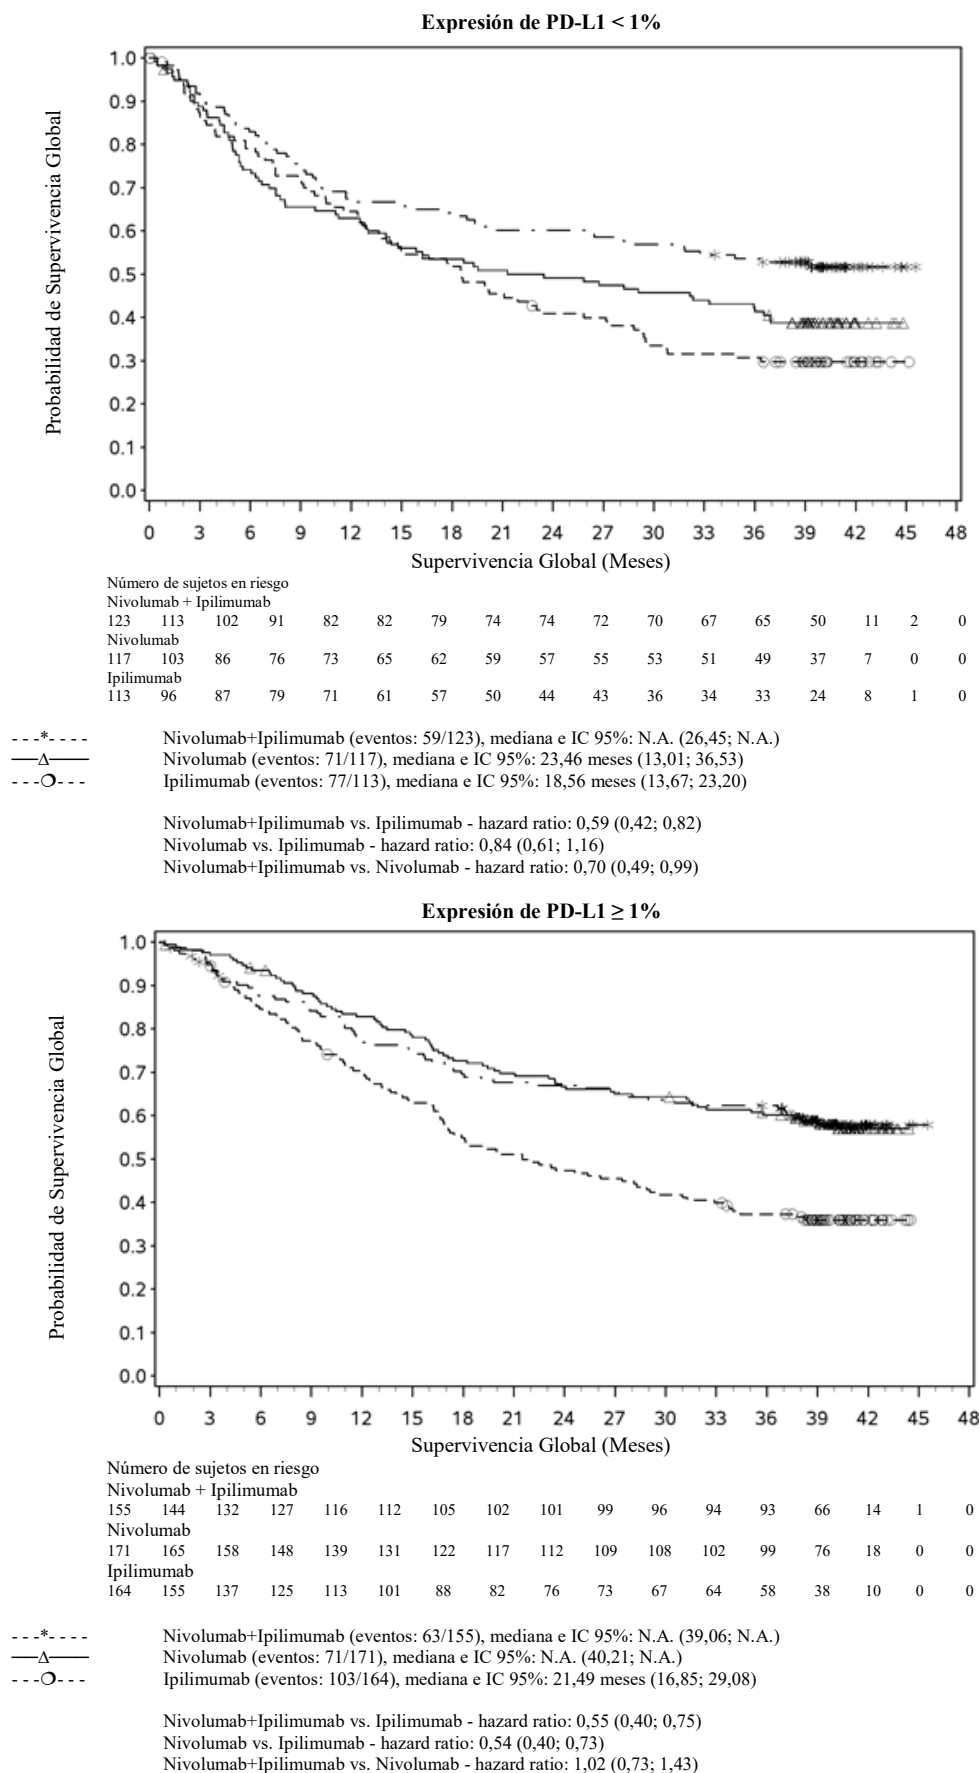 Expresión de PD-L1 < 1%
Probabilidad de Supervivencia Global
1.0
0.9
0.8
0.7
0.6
0.5
0.4
0.3
0.2
0.1
0.0
0 3 6 9 12 15 18 21 24 27 30 33 36 39 42 45 48
Supervivencia Global (Meses)
Número de sujetos en riesgo
Nivolumab + Ipilimumab
123 113 102 91 82 82 79 74 74 72 70 67 65 50 11 2 0
Nivolumab
117 103 86 76 73 65 62 59 57 55 53 51 49 37 7 0 0
Ipilimumab
113 96 87 79 71 61 57 50 44 43 36 34 33 24 8 1 0
- - -*- - - - Nivolumab+Ipilimumab (eventos: 59/123), mediana e IC 95%: N.A. (26,45; N.A.)
──Δ─── Nivolumab (eventos: 71/117), mediana e IC 95%: 23,46 meses (13,01; 36,53)
- - -❍- - - Ipilimumab (eventos: 77/113), mediana e IC 95%: 18,56 meses (13,67; 23,20)
Nivolumab+Ipilimumab vs. Ipilimumab - hazard ratio: 0,59 (0,42; 0,82)
Nivolumab vs. Ipilimumab - hazard ratio: 0,84 (0,61; 1,16)
Nivolumab+Ipilimumab vs. Nivolumab - hazard ratio: 0,70 (0,49; 0,99)
Expresión de PD-L1 ≥ 1%
Probabilidad de Supervivencia Global
1.0
0.9
0.8
0.7
0.6
0.5
0.4
0.3
0.2
0.1
0.0
0 3 6 9 12 15 18 21 24 27 30 33 36 39 42 45 48
Supervivencia Global (Meses)
Número de sujetos en riesgo
Nivolumab + Ipilimumab
155 144 132 127 116 112 105 102 101 99 96 94 93 66 14 1 0
Nivolumab
171 165 158 148 139 131 122 117 112 109 108 102 99 76 18 0 0
Ipilimumab
164 155 137 125 113 101 88 82 76 73 67 64 58 38 10 0 0
- - -*- - - - Nivolumab+Ipilimumab (eventos: 63/155), mediana e IC 95%: N.A. (39,06; N.A.)
──Δ─── Nivolumab (eventos: 71/171), mediana e IC 95%: N.A. (40,21; N.A.)
- - -❍- - - Ipilimumab (eventos: 103/164), mediana e IC 95%: 21,49 meses (16,85; 29,08)
Nivolumab+Ipilimumab vs. Ipilimumab - hazard ratio: 0,55 (0,40; 0,75)
Nivolumab vs. Ipilimumab - hazard ratio: 0,54 (0,40; 0,73)
Nivolumab+Ipilimumab vs. Nivolumab - hazard ratio: 1,02 (0,73; 1,43)